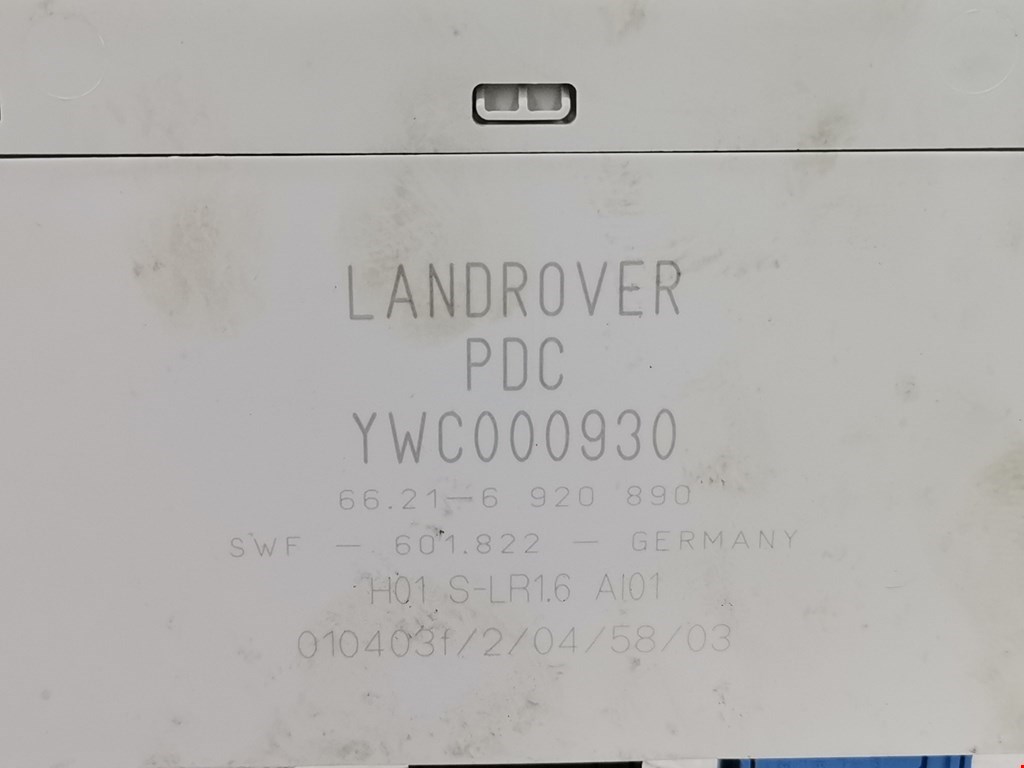 LANDROVER
PDC
YWC000930
66.21-6 920 890
SWF - 601.822 - GERMANY
H01 S-LR1.6 AI01
010403f/2/04/58/03